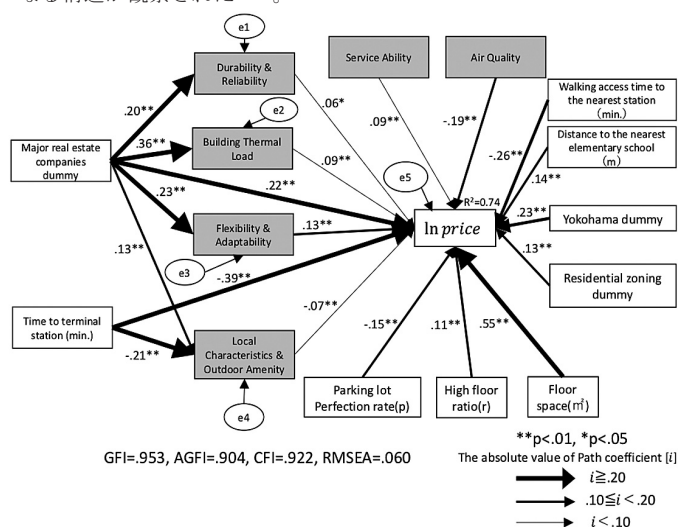 e1
Durability &
Reliability
Service Ability
Air Quality
Walking access time to
the nearest station
(min.)
.20**
.06*
e2
.09**
-.19**
Major real estate
companies
dummy
.36**
Building Thermal
Load
.09**
-.26**
Distance to the nearest
elementary school
(m)
.14**
e5
.23**
.22**
R²=0.74
ln price
.23**
Yokohama dummy
Flexibility &
Adaptability
.13**
.13**
.13**
e3
-.39**
Residential zoning
dummy
Time to terminal
station (min.)
-.07**
-.21**
Local
Characteristics &
Outdoor Amenity
-.15**
.11**
.55**
Parking lot
Perfection rate(p)
High floor
ratio(r)
Floor
space(㎡)
e4
**p<.01, *p<.05
GFI=.953, AGFI=.904, CFI=.922, RMSEA=.060
The absolute value of Path coefficient [i]
i≧.20
.10≦i<.20
i<.10